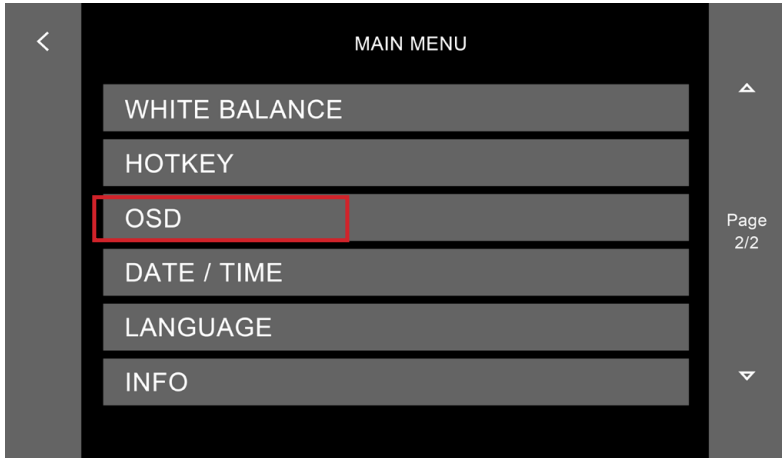 MAIN MENU
WHITE BALANCE
HOTKEY
OSD
DATE / TIME
LANGUAGE
INFO
Page
2/2